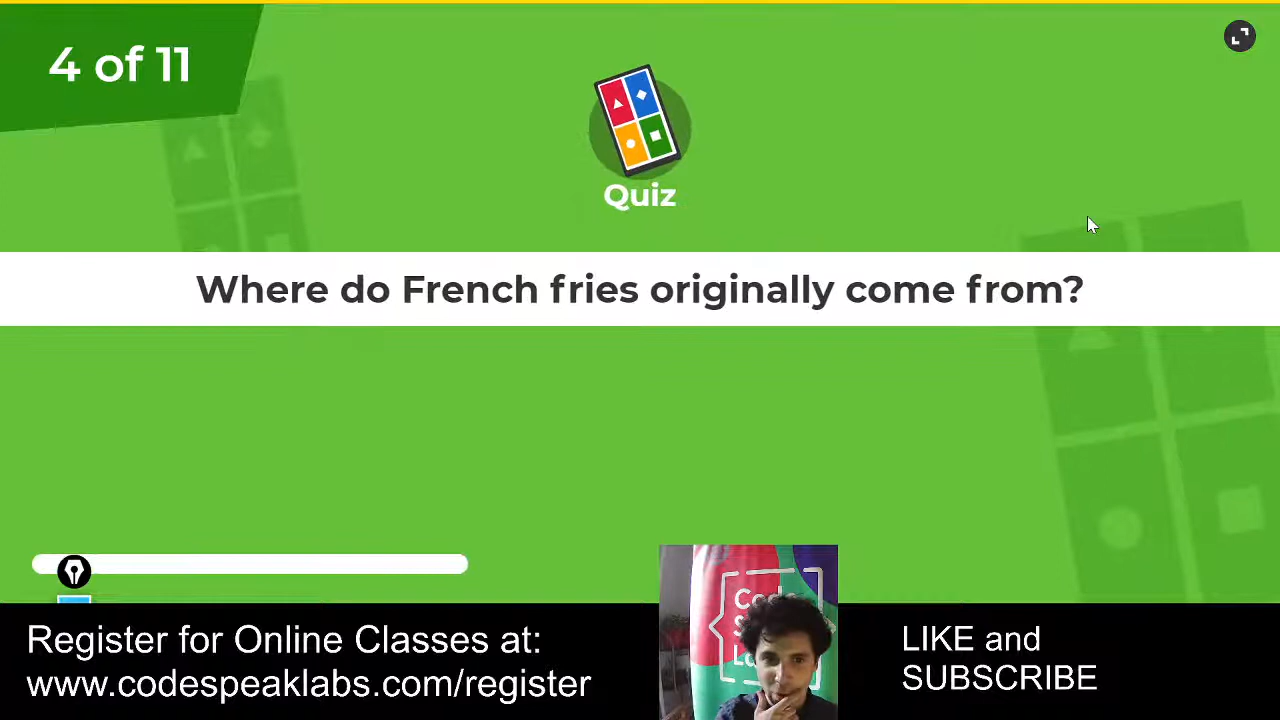 4 of 11
Quiz
Where do French fries originally come from?
Register for Online Classes at:
www.codespeaklabs.com/register
LIKE and
SUBSCRIBE